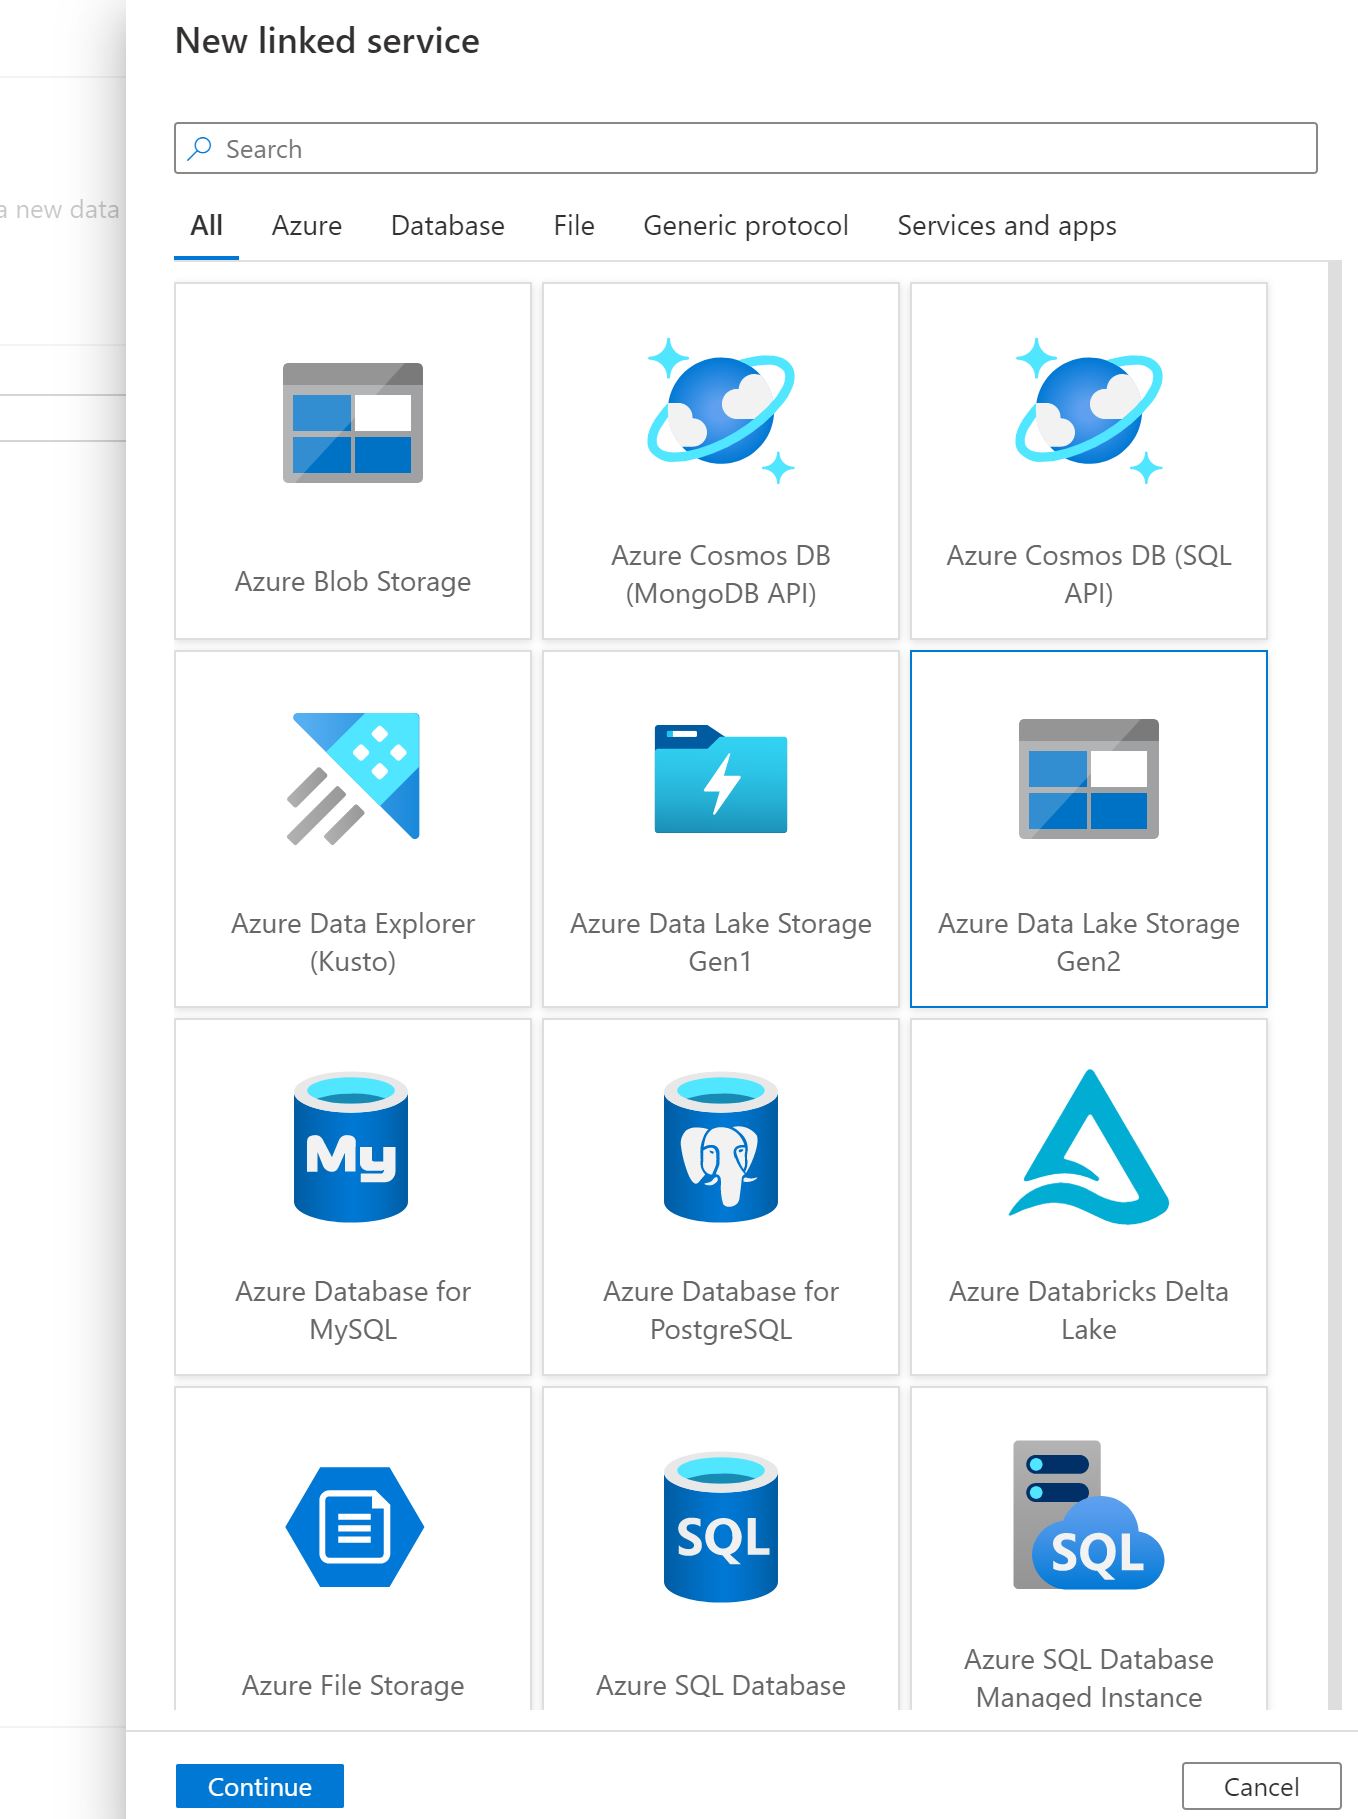 New linked service
a new data
Search
All Azure Database File Generic protocol Services and apps
Azure Blob Storage
Azure Cosmos DB
(MongoDB API)
Azure Cosmos DB (SQL
API)
Azure Data Explorer
(Kusto)
Azure Data Lake Storage
Gen1
Azure Data Lake Storage
Gen2
My
Azure Database for
MySQL
Azure Database for
PostgreSQL
Azure Databricks Delta
Lake
Azure File Storage
SQL
Azure SQL Database
SQL
Azure SQL Database
Managed Instance
Continue
Cancel